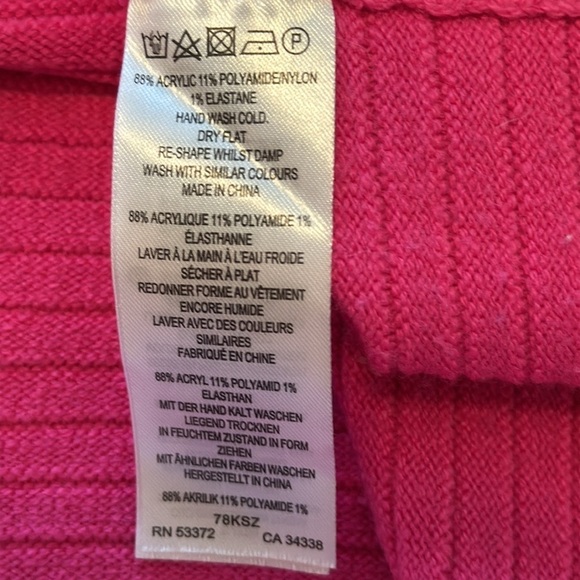 P
88% ACRYLIC 11% POLYAMIDE/NYLON
1% ELASTANE
HAND WASH COLD.
DRY FLAT
RE-SHAPE WHILST DAMP
WASH WITH SIMILAR COLOURS
MADE IN CHINA
88% ACRYLIQUE 11% POLYAMIDE 1%
ÉLASTHANNE
LAVER À LA MAIN À L'EAU FROIDE
SÉCHER À PLAT
REDONNER FORME AU VÊTEMENT
ENCORE HUMIDE
LAVER AVEC DES COULEURS
SIMILAIRES
FABRIQUÉ EN CHINE
88% ACRYL 11% POLYAMID 1%
ELASTHAN
MIT DER HAND KALT WASCHEN
LIEGEND TROCKNEN
IN FEUCHTEM ZUSTAND IN FORM
ZIEHEN
MIT ÄHNLICHEN FARBEN WASCHEN
HERGESTELLT IN CHINA
88% AKRILIK 11% POLYAMIDE 1%
78KSZ
RN 53372 CA 34338